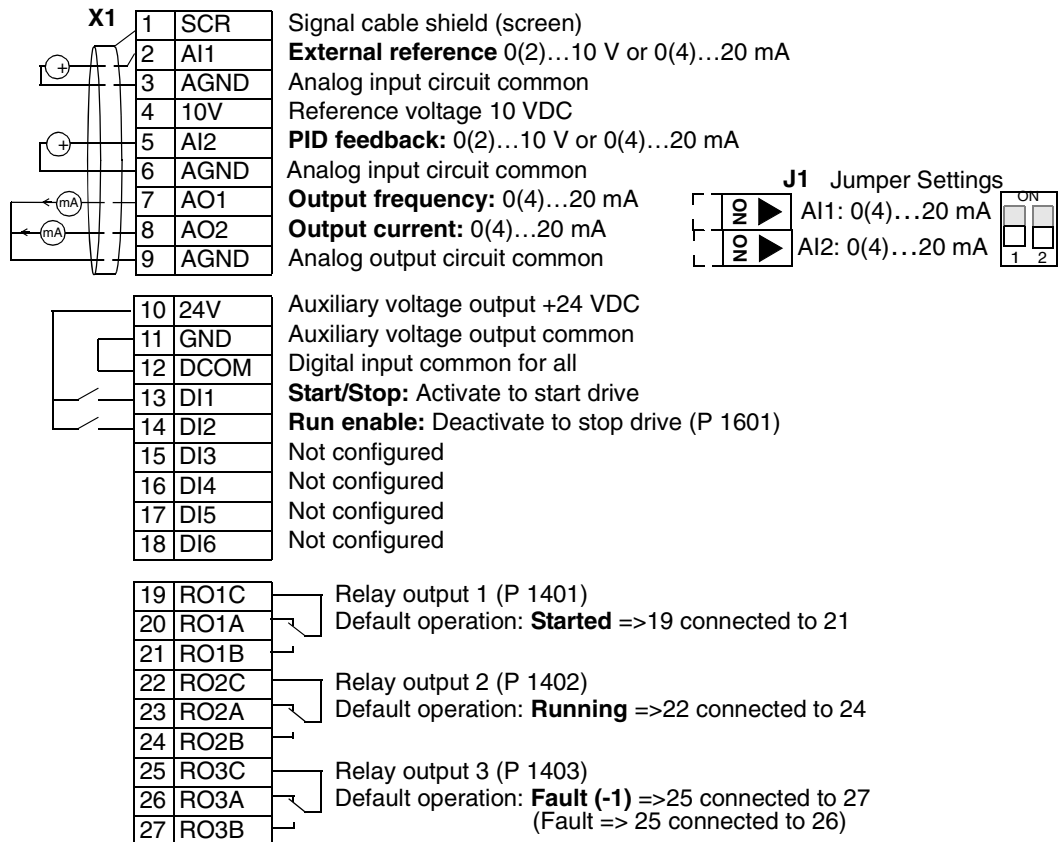 X1
1 SCR Signal cable shield (screen)
2 AI1 External reference 0(2)…10 V or 0(4)…20 mA
3 AGND Analog input circuit common
4 10V Reference voltage 10 VDC
5 AI2 PID feedback: 0(2)…10 V or 0(4)…20 mA
6 AGND Analog input circuit common
7 AO1 Output frequency: 0(4)…20 mA
8 AO2 Output current: 0(4)…20 mA
9 AGND Analog output circuit common
+
+
mA
mA
J1 Jumper Settings
ON AI1: 0(4)…20 mA
ON AI2: 0(4)…20 mA
ON
1 2
10 24V Auxiliary voltage output +24 VDC
11 GND Auxiliary voltage output common
12 DCOM Digital input common for all
13 DI1 Start/Stop: Activate to start drive
14 DI2 Run enable: Deactivate to stop drive (P 1601)
15 DI3 Not configured
16 DI4 Not configured
17 DI5 Not configured
18 DI6 Not configured
19 RO1C Relay output 1 (P 1401)
20 RO1A Default operation: Started =>19 connected to 21
21 RO1B
22 RO2C Relay output 2 (P 1402)
23 RO2A Default operation: Running =>22 connected to 24
24 RO2B
25 RO3C Relay output 3 (P 1403)
26 RO3A Default operation: Fault (-1) =>25 connected to 27
27 RO3B (Fault => 25 connected to 26)